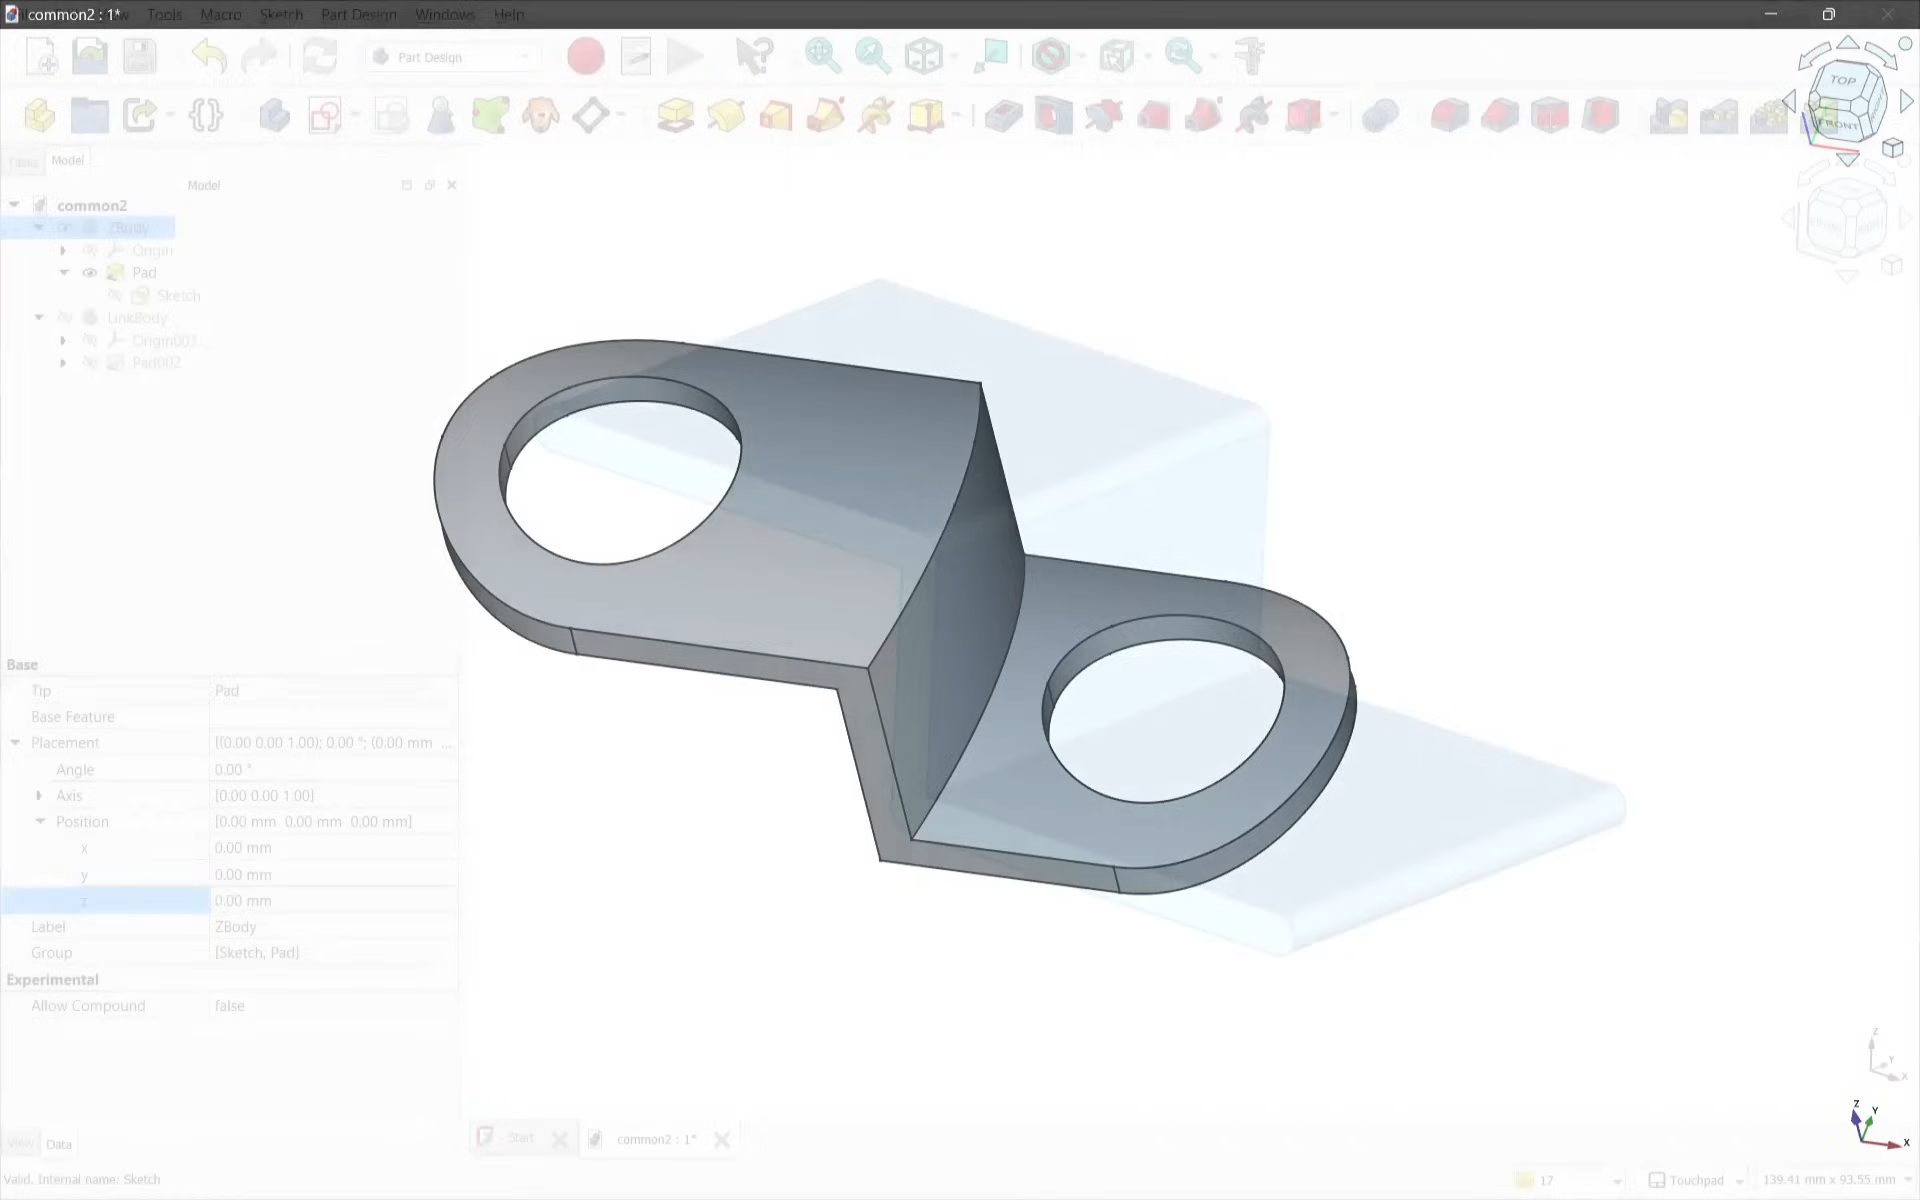 common2 : 1*
Tools Macro Sketch Part Design Windows Help
Part Design
TOP
FRONT
Tasks Model
Model
common2
ZBody
Origin
Pad
Sketch
LinkBody
Origin003
Pad002
Base
Tip Pad
Base Feature
Placement [(0.00 0.00 1.00); 0.00 °; (0.00 mm ...
Angle 0.00 °
Axis [0.00 0.00 1.00]
Position [0.00 mm 0.00 mm 0.00 mm]
x 0.00 mm
y 0.00 mm
z 0.00 mm
Label ZBody
Group [Sketch, Pad]
Experimental
Allow Compound false
Z
Y
X
Z
Y
X
Start common2 : 1*
View Data
Valid, Internal name: Sketch
17 Touchpad 139.41 mm x 93.55 mm